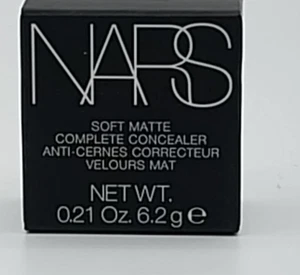 NARS
SOFT MATTE
COMPLETE CONCEALER
ANTI-CERNES CORRECTEUR
VELOURS MAT
NET WT.
0.21 Oz. 6.2 g ℮